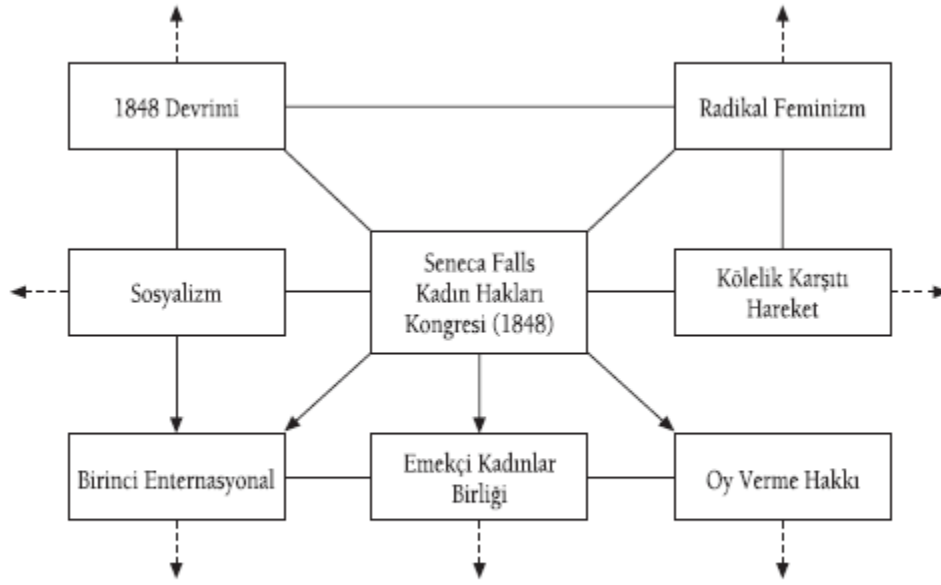 1848 Devrimi
Radikal Feminizm
Sosyalizm
Seneca Falls
Kadın Hakları
Kongresi (1848)
Kölelik Karşıtı
Hareket
Birinci Enternasyonal
Emekçi Kadınlar
Birliği
Oy Verme Hakkı